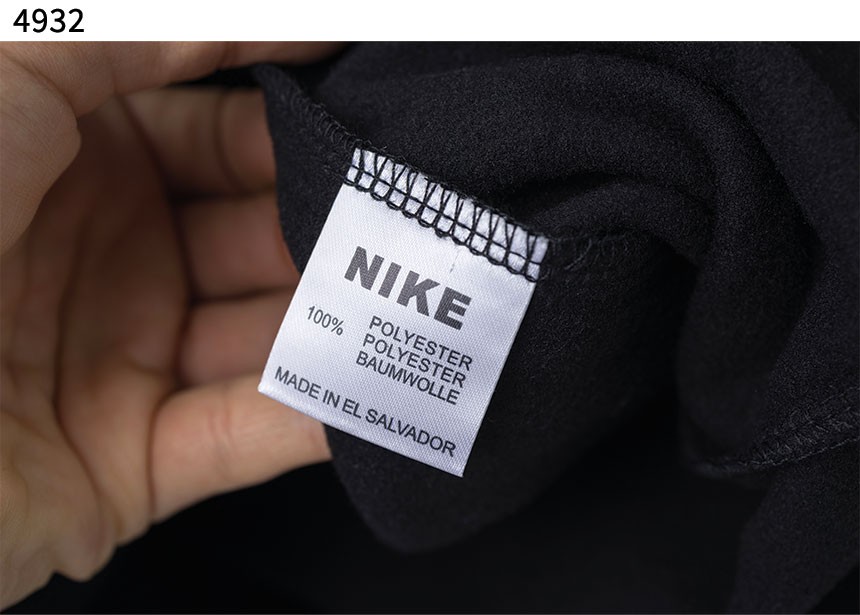 4932
NIKE
100% POLYESTER
POLYESTER
BAUMWOLLE
MADE IN EL SALVADOR